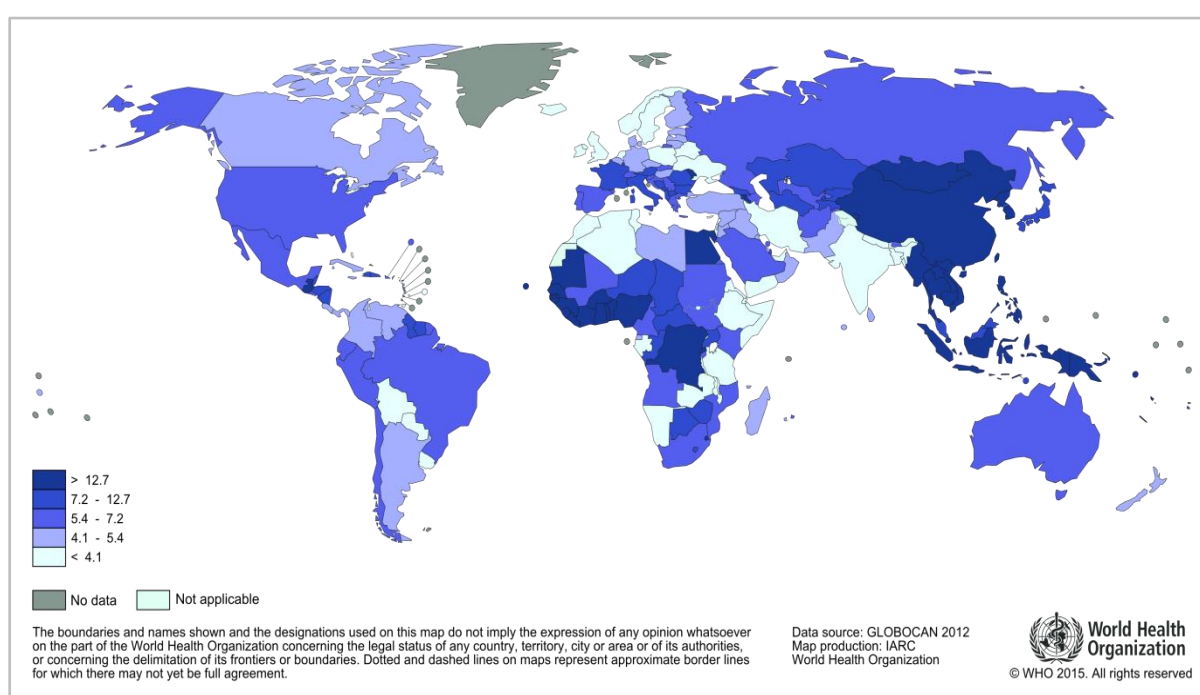 > 12.7
7.2 - 12.7
5.4 - 7.2
4.1 - 5.4
< 4.1
No data
Not applicable
The boundaries and names shown and the designations used on this map do not imply the expression of any opinion whatsoever
on the part of the World Health Organization concerning the legal status of any country, territory, city or area or of its authorities,
or concerning the delimitation of its frontiers or boundaries. Dotted and dashed lines on maps represent approximate border lines
for which there may not yet be full agreement.
Data source: GLOBOCAN 2012
Map production: IARC
World Health Organization
World Health
Organization
© WHO 2015. All rights reserved